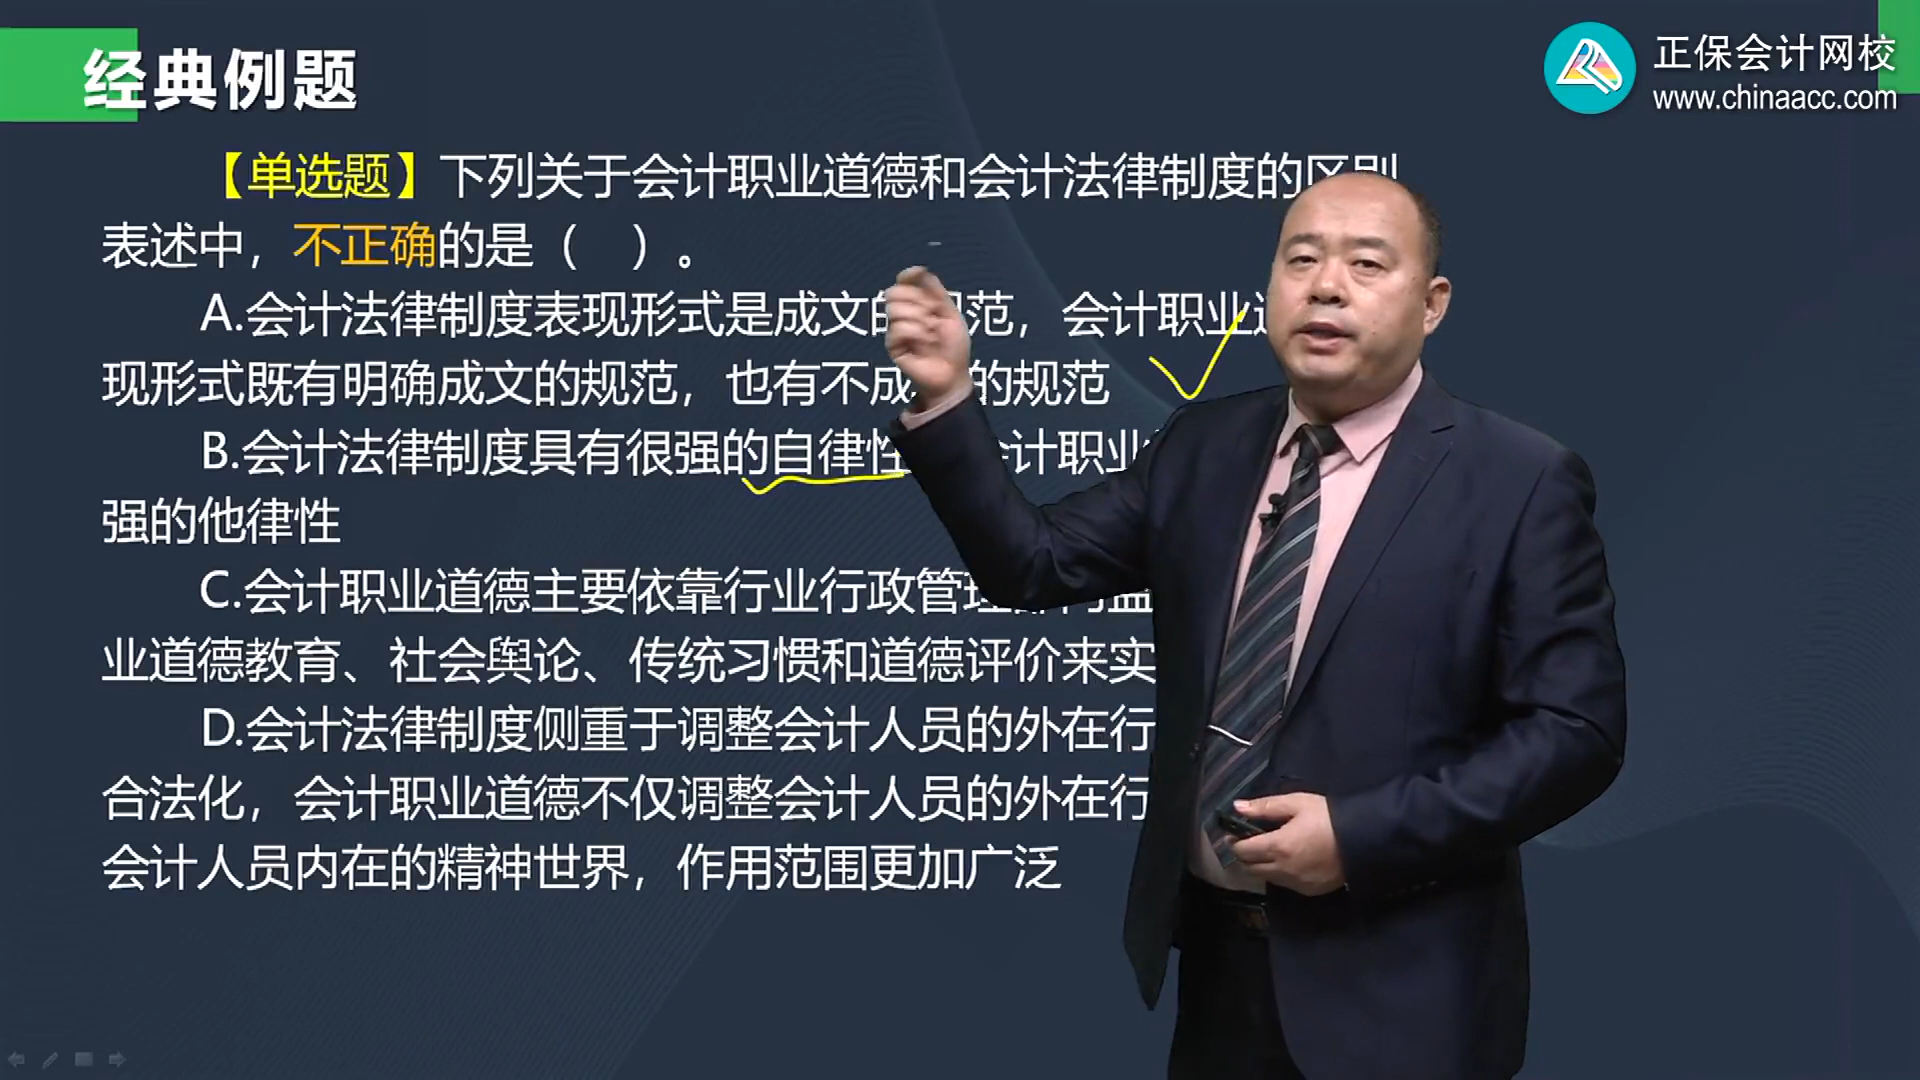 经典例题
正保会计网校
www.chinaacc.com
【单选题】下列关于会计职业道德和会计法律制度的区别
表述中，不正确的是（ ）。
A.会计法律制度表现形式是成文的规范，会计职业道
现形式既有明确成文的规范，也有不成 的规范
B.会计法律制度具有很强的自律性 会计职业
强的他律性
C.会计职业道德主要依靠行业行政管理部门监
业道德教育、社会舆论、传统习惯和道德评价来实
D.会计法律制度侧重于调整会计人员的外在行
合法化，会计职业道德不仅调整会计人员的外在行
会计人员内在的精神世界，作用范围更加广泛